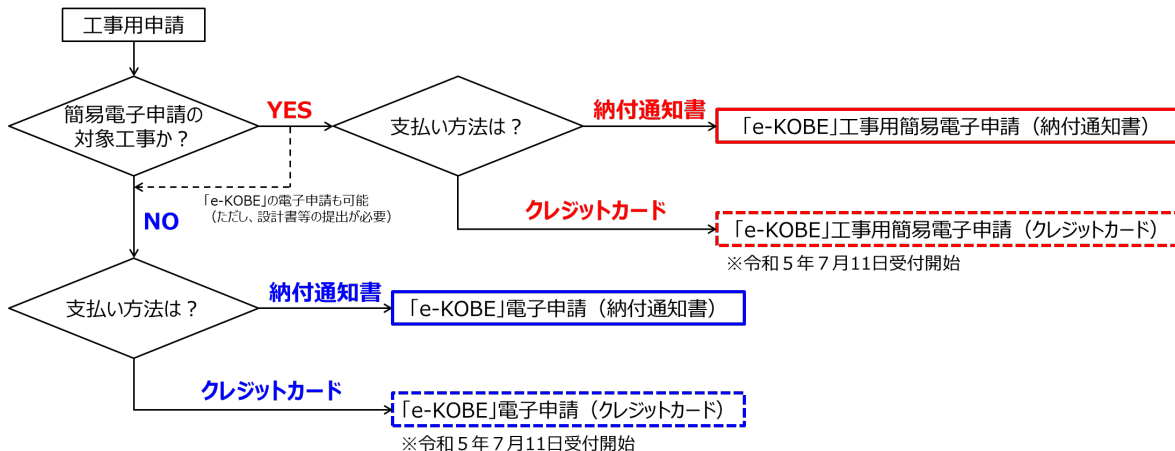 工事用申請
簡易電子申請の
対象工事か？
YES
支払い方法は？
納付通知書
「e-KOBE」工事用簡易電子申請（納付通知書）
「e-KOBE」の電子申請も可能
（ただし、設計書等の提出が必要）
NO
クレジットカード
「e-KOBE」工事用簡易電子申請（クレジットカード）
※令和５年７月11日受付開始
支払い方法は？
納付通知書
「e-KOBE」電子申請（納付通知書）
クレジットカード
「e-KOBE」電子申請（クレジットカード）
※令和５年７月11日受付開始